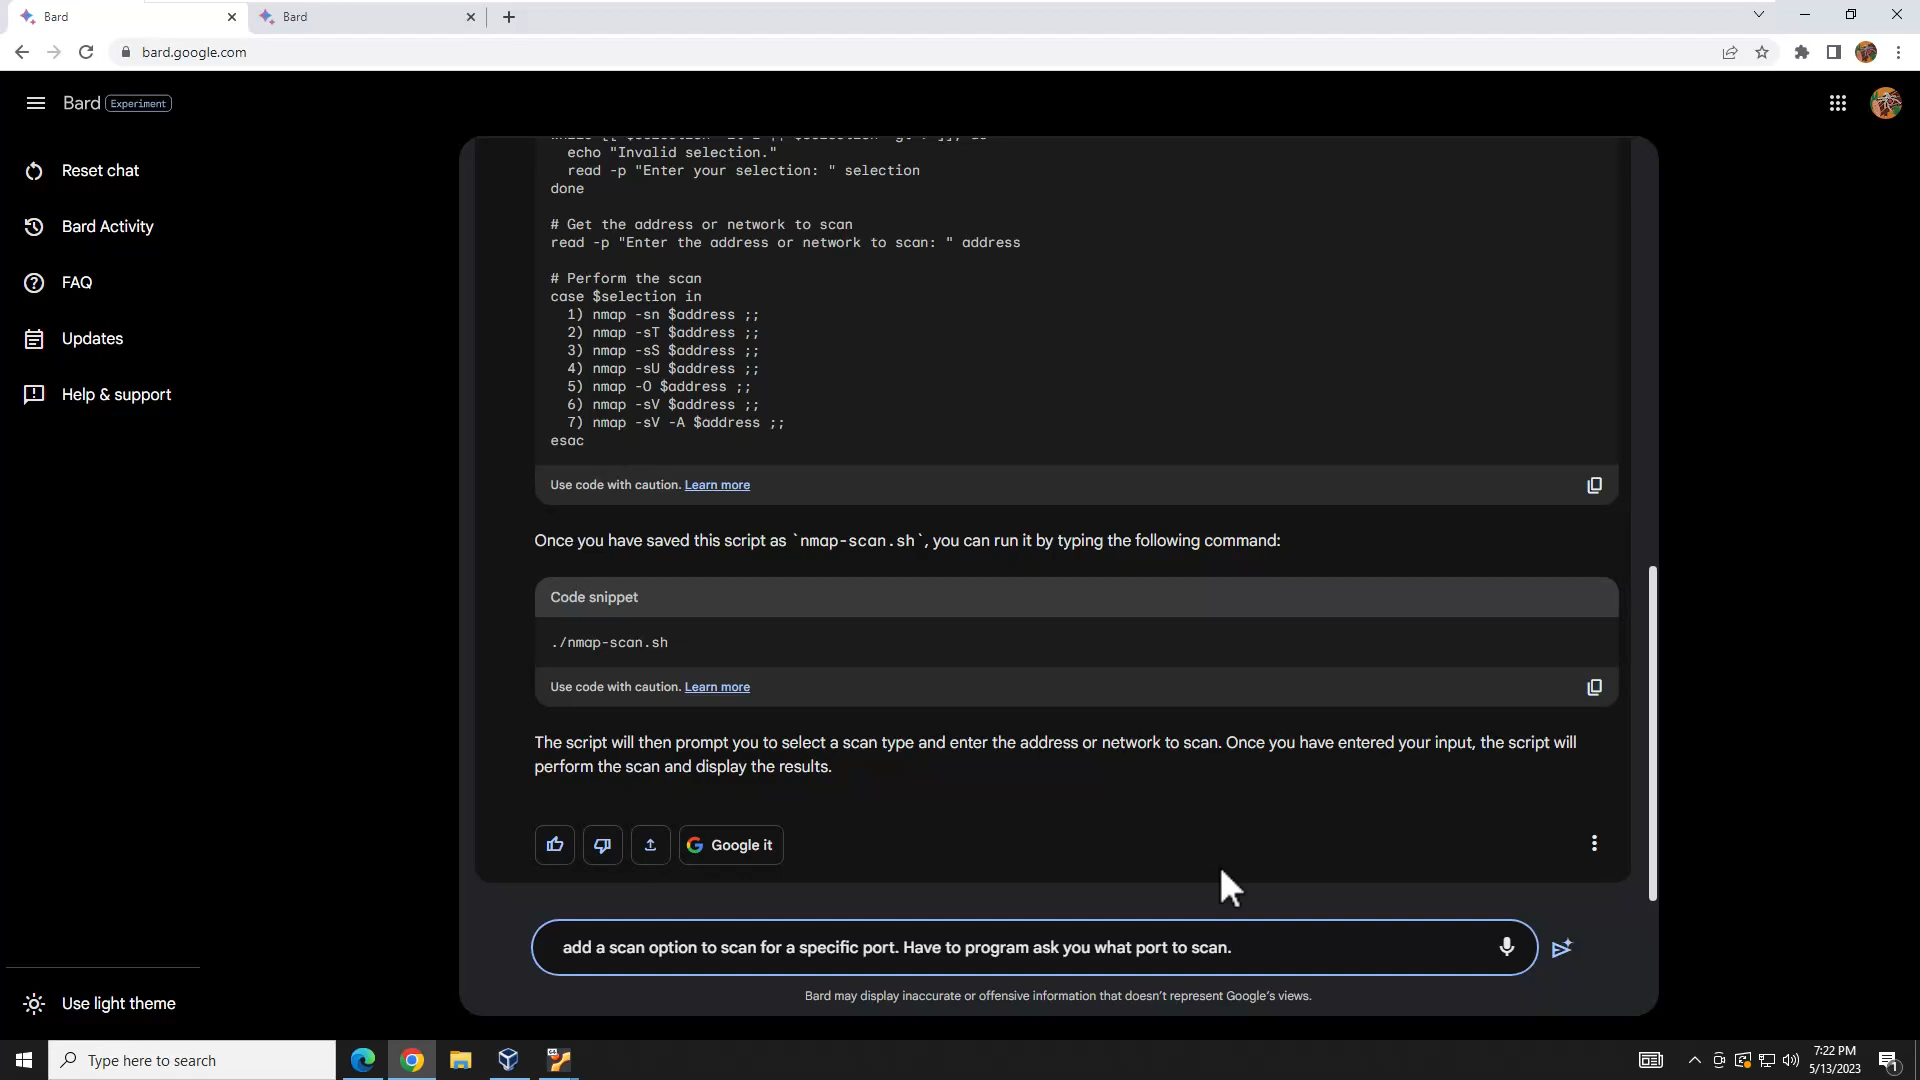 Bard
Bard
bard.google.com
Bard Experiment
Reset chat
Bard Activity
FAQ
Updates
Help & support
echo "Invalid selection."
read -p "Enter your selection: " selection
done
# Get the address or network to scan
read -p "Enter the address or network to scan: " address
# Perform the scan
case $selection in
1) nmap -sn $address ;;
2) nmap -sT $address ;;
3) nmap -sS $address ;;
4) nmap -sU $address ;;
5) nmap -O $address ;;
6) nmap -sV $address ;;
7) nmap -sV -A $address ;;
esac
Use code with caution. Learn more
Once you have saved this script as `nmap-scan.sh`, you can run it by typing the following command:
Code snippet
./nmap-scan.sh
Use code with caution. Learn more
The script will then prompt you to select a scan type and enter the address or network to scan. Once you have entered your input, the script will
perform the scan and display the results.
Google it
add a scan option to scan for a specific port. Have to program ask you what port to scan.
Bard may display inaccurate or offensive information that doesn't represent Google's views.
Use light theme
Type here to search
7:22 PM
5/13/2023
1